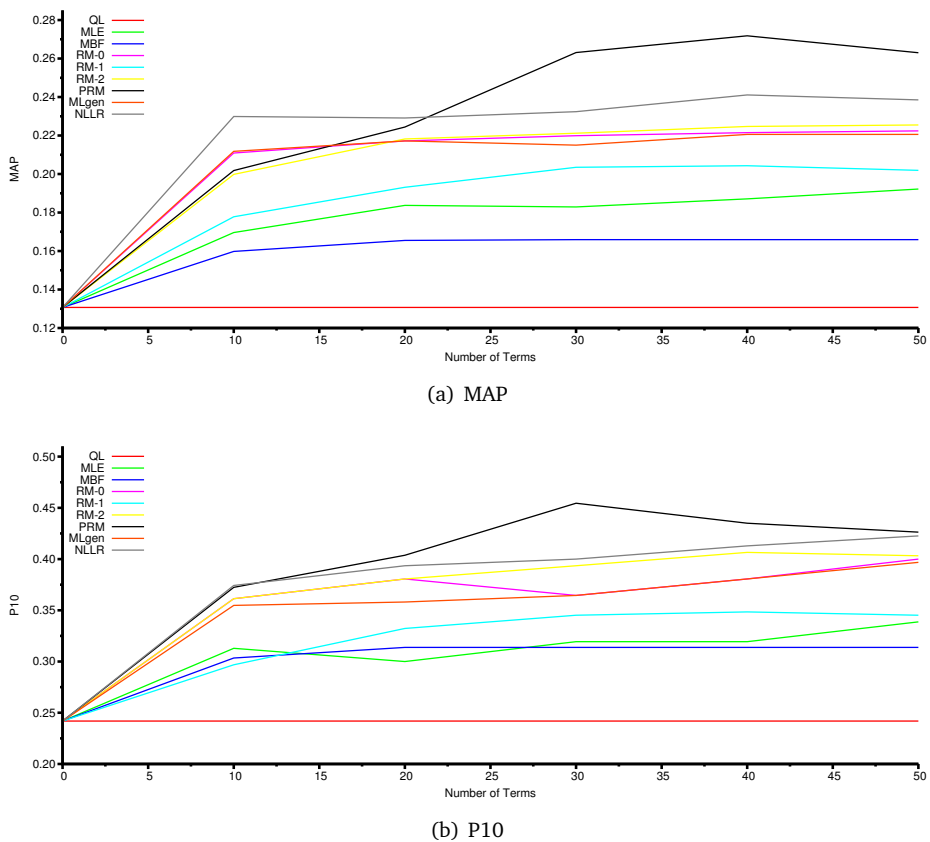 0.28
0.26
0.24
0.22
0.20
0.18
0.16
0.14
0.12
MAP
QL
MLE
MBF
RM-0
RM-1
RM-2
PRM
MLgen
NLLR
0 5 10 15 20 25 30 35 40 45 50
Number of Terms
(a) MAP
0.50
0.45
0.40
0.35
0.30
0.25
0.20
P10
QL
MLE
MBF
RM-0
RM-1
RM-2
PRM
MLgen
NLLR
0 5 10 15 20 25 30 35 40 45 50
Number of Terms
(b) P10